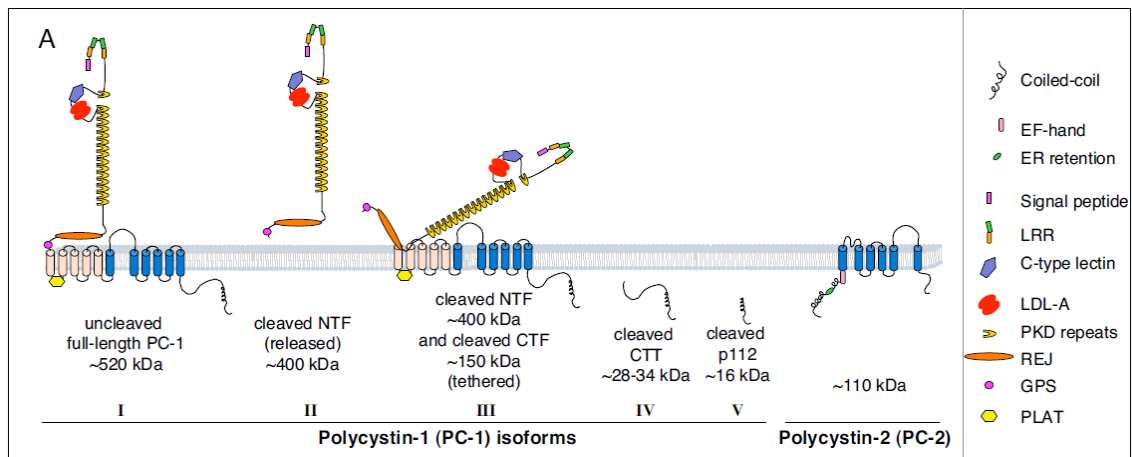 A
uncleaved
full-length PC-1
~520 kDa
cleaved NTF
(released)
~400 kDa
cleaved NTF
~400 kDa
and cleaved CTF
~150 kDa
(tethered)
cleaved
CTT
~28-34 kDa
cleaved
p112
~16 kDa
~110 kDa
I
II
III
IV
V
Polycystin-1 (PC-1) isoforms
Polycystin-2 (PC-2)
Coiled-coil
EF-hand
ER retention
Signal peptide
LRR
C-type lectin
LDL-A
PKD repeats
REJ
GPS
PLAT